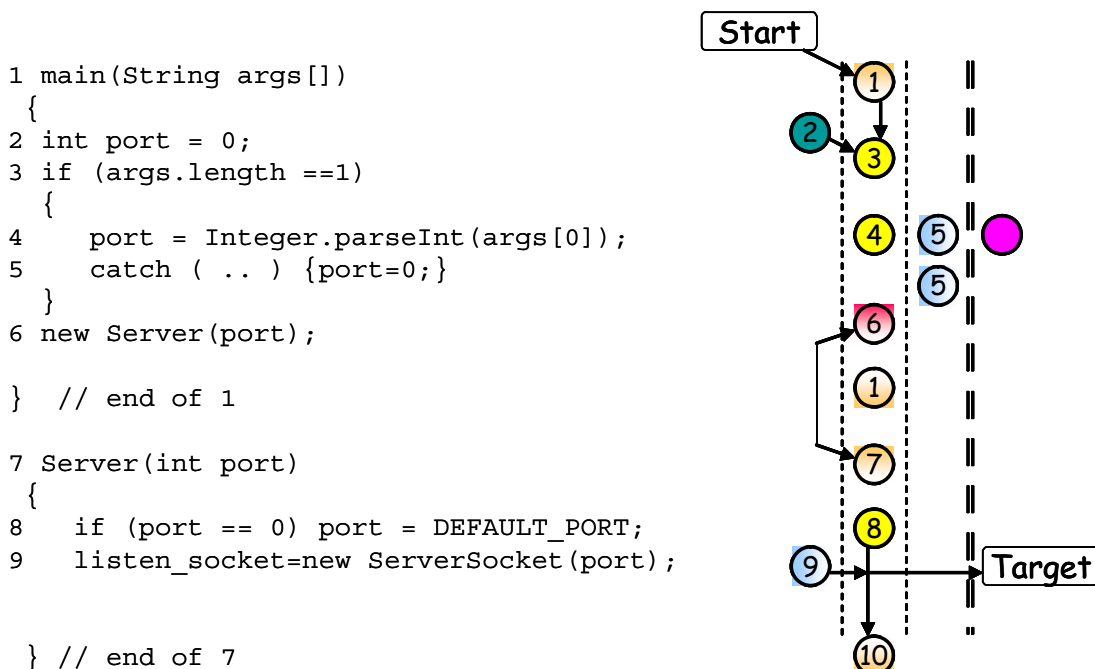 1 main(String args[])
{
2 int port = 0;
3 if (args.length ==1)
{
4 port = Integer.parseInt(args[0]);
5 catch ( .. ) {port=0;}
}
6 new Server(port);
} // end of 1
7 Server(int port)
{
8 if (port == 0) port = DEFAULT_PORT;
9 listen_socket=new ServerSocket(port);
} // end of 7
Start
1
2
3
4 5
5
6
1
7
8
9 Target
10